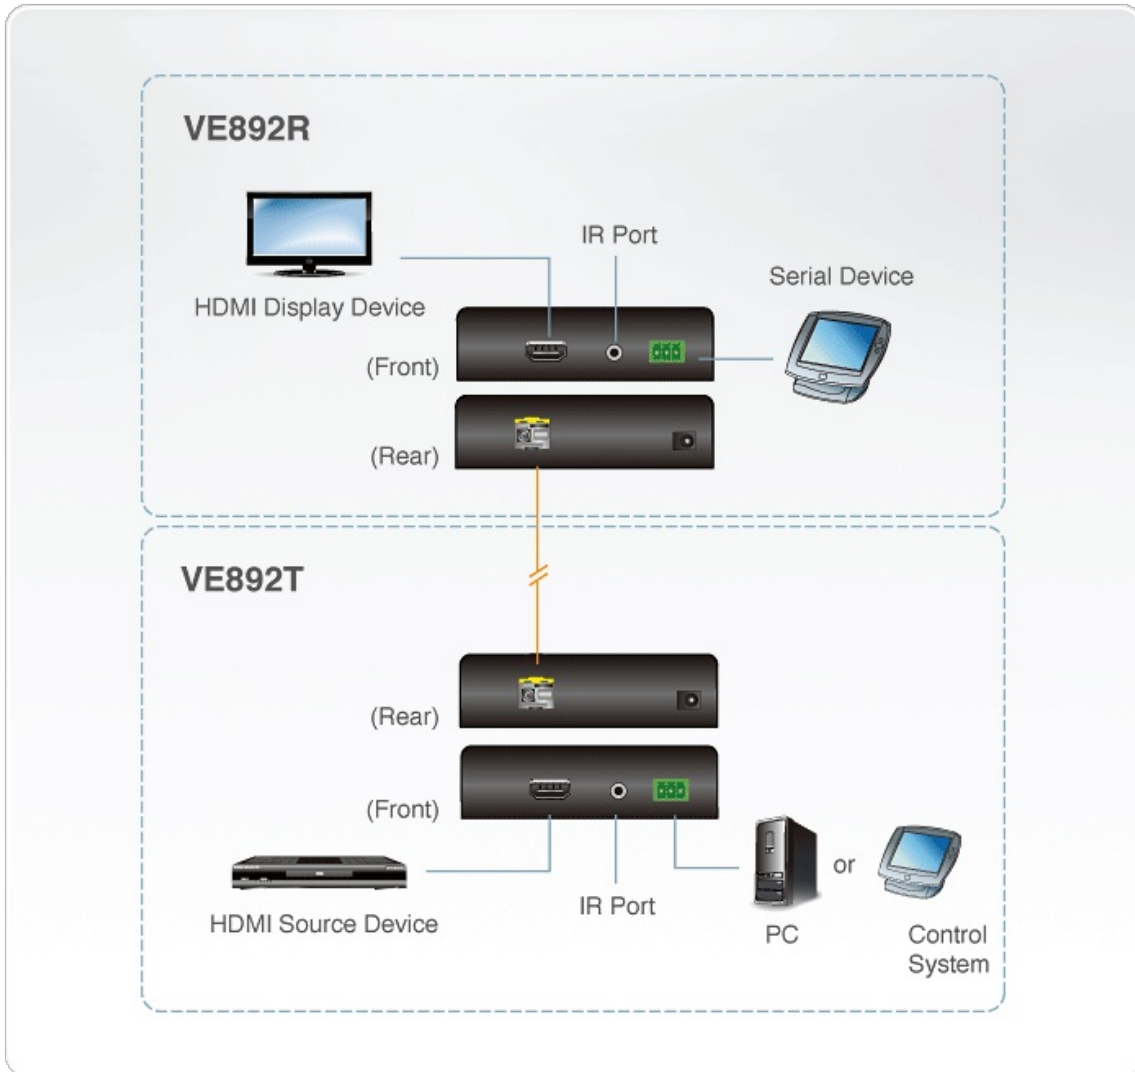 VE892R
IR Port
Serial Device
HDMI Display Device
(Front)
(Rear)
VE892T
(Rear)
(Front)
or
HDMI Source Device
IR Port
PC
Control
System